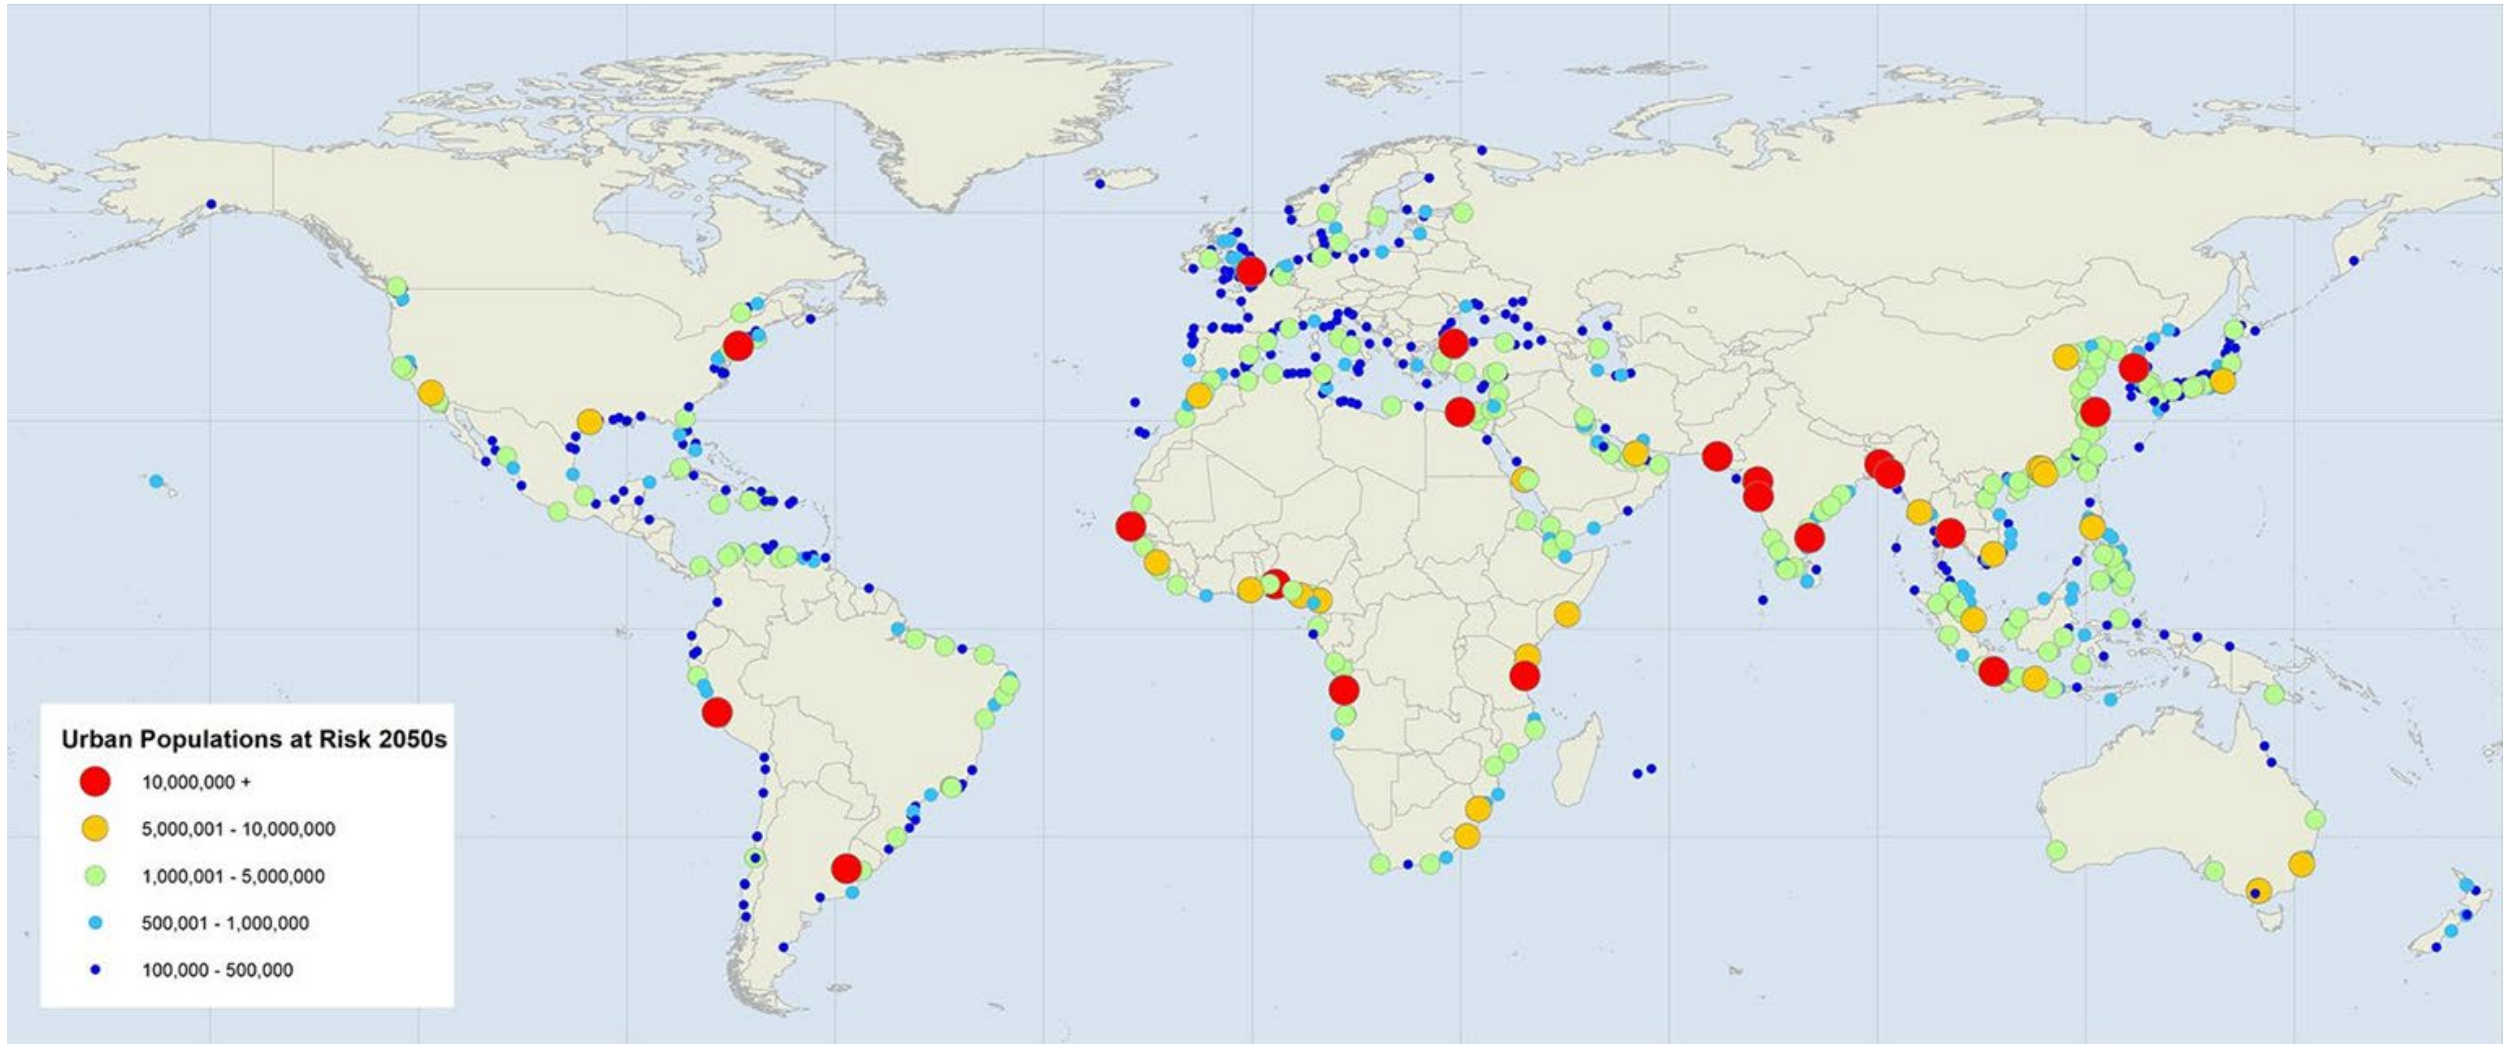 Urban Populations at Risk 2050s
10,000,000 +
5,000,001 - 10,000,000
1,000,001 - 5,000,000
500,001 - 1,000,000
100,000 - 500,000